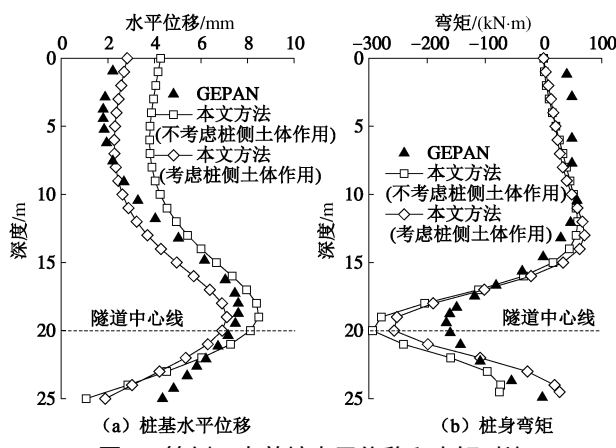 水平位移/mm
0 2 4 6 8 10
0
5
10
15
20
25
深度/m
GEPAN
本文方法
(不考虑桩侧土体作用)
本文方法
(考虑桩侧土体作用)
隧道中心线
(a) 桩基水平位移
弯矩/(kN·m)
−300 −200 −100 0 100
0
5
10
15
20
25
深度/m
GEPAN
本文方法
(不考虑桩侧土体作用)
本文方法
(考虑桩侧土体作用)
隧道中心线
(b) 桩身弯矩